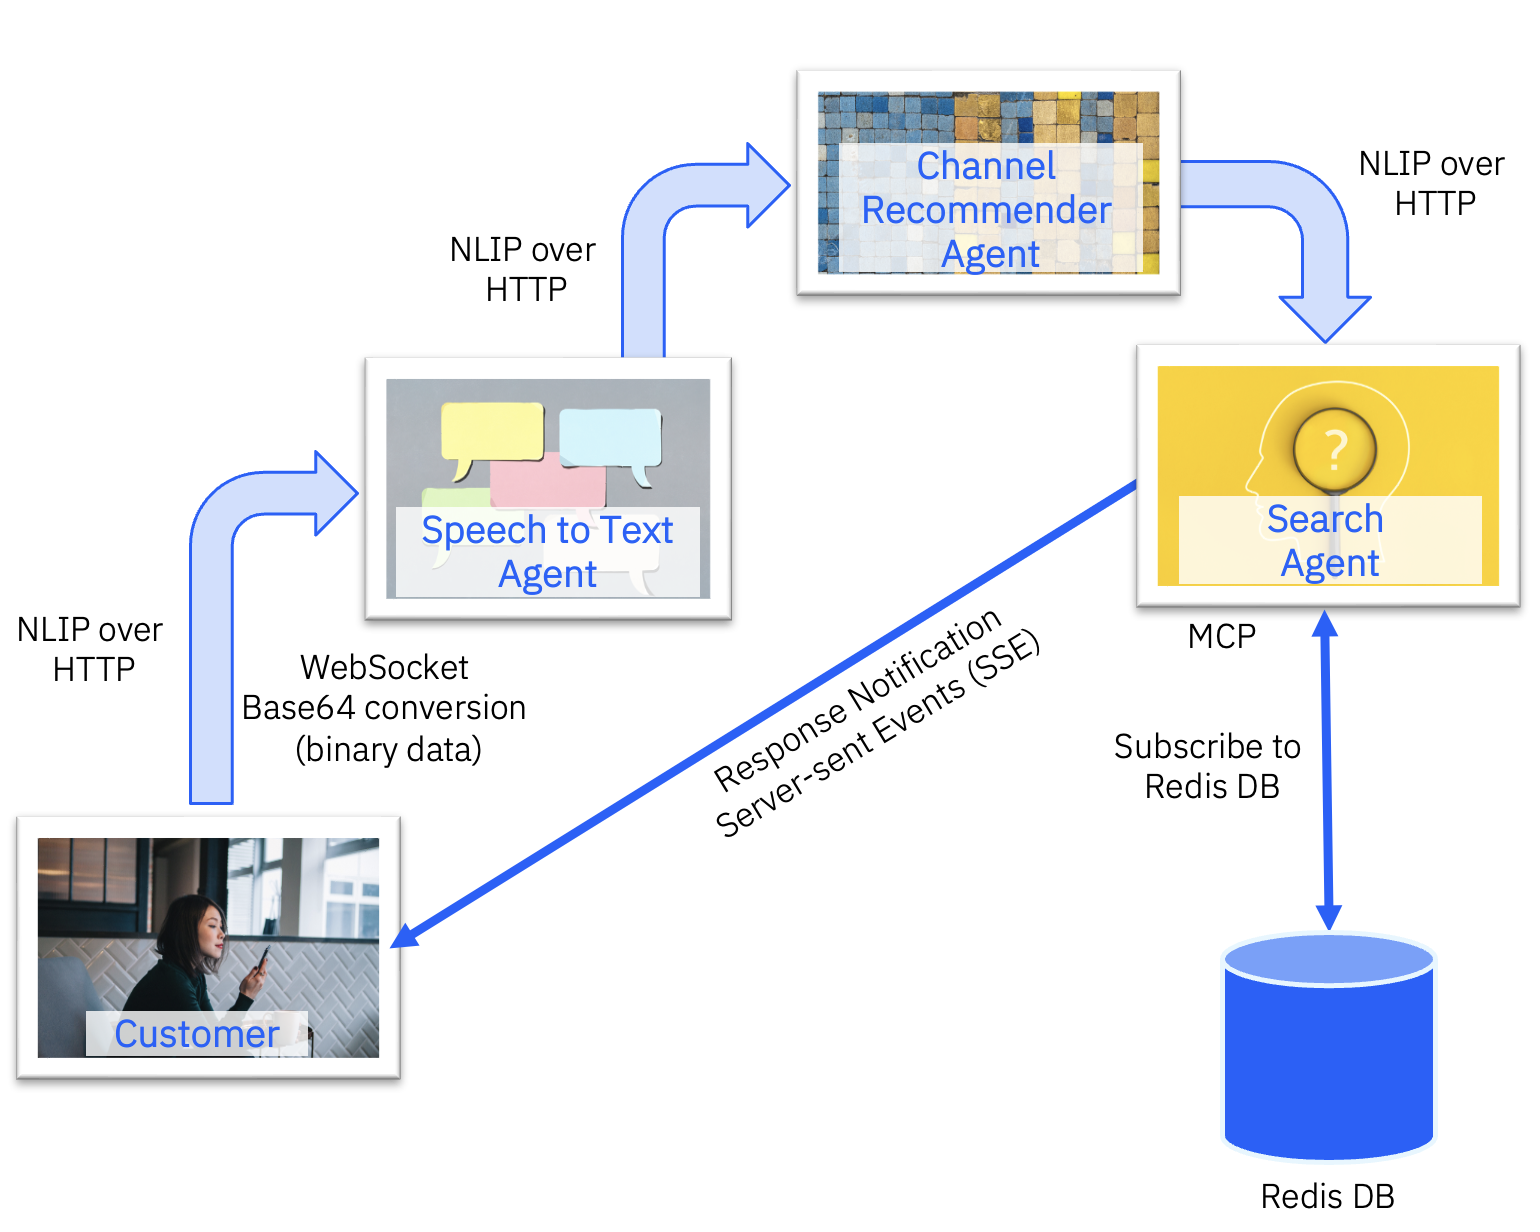 Channel
Recommender
Agent
NLIP over
HTTP
NLIP over
HTTP
Speech to Text
Agent
?
Search
Agent
NLIP over
HTTP
WebSocket
Base64 conversion
(binary data)
Response Notification
Server-sent Events (SSE)
MCP
Subscribe to
Redis DB
Customer
Redis DB